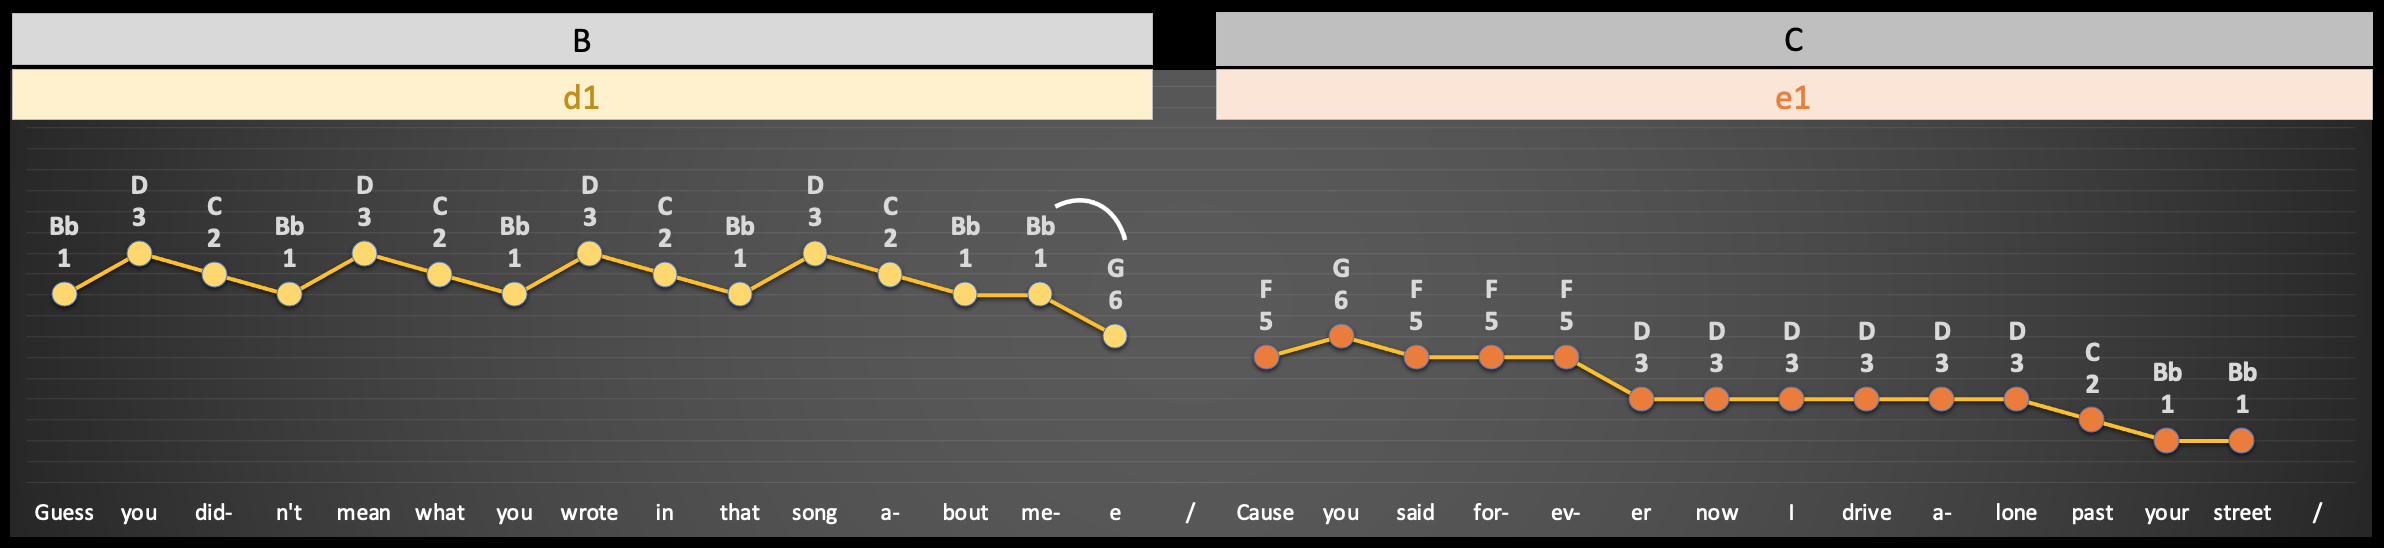 B C
d1 e1
Bb D C Bb D C Bb D C Bb D C Bb Bb G F G F F F D D D D D D C Bb Bb
1 3 2 1 3 2 1 3 2 1 3 2 1 1 6 5 6 5 5 5 3 3 3 3 3 3 2 1 1
Guess you did- n't mean what you wrote in that song a- bout me- e / Cause you said for- ev- er now I drive a- lone past your street /